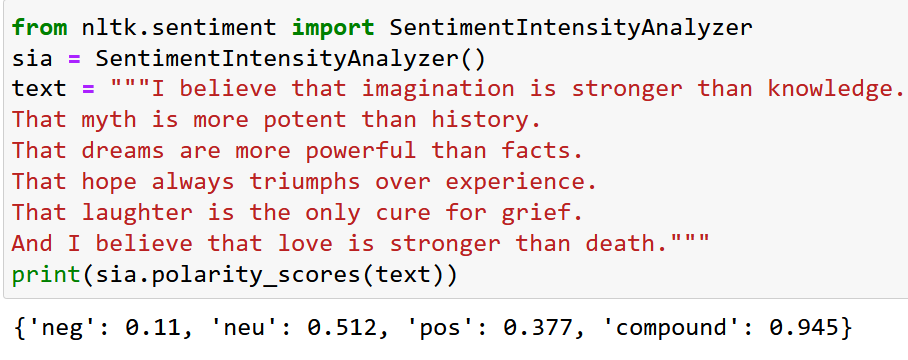 from nltk.sentiment import SentimentIntensityAnalyzer
sia = SentimentIntensityAnalyzer()
text = """I believe that imagination is stronger than knowledge.
That myth is more potent than history.
That dreams are more powerful than facts.
That hope always triumphs over experience.
That laughter is the only cure for grief.
And I believe that love is stronger than death."""
print(sia.polarity_scores(text))
{'neg': 0.11, 'neu': 0.512, 'pos': 0.377, 'compound': 0.945}